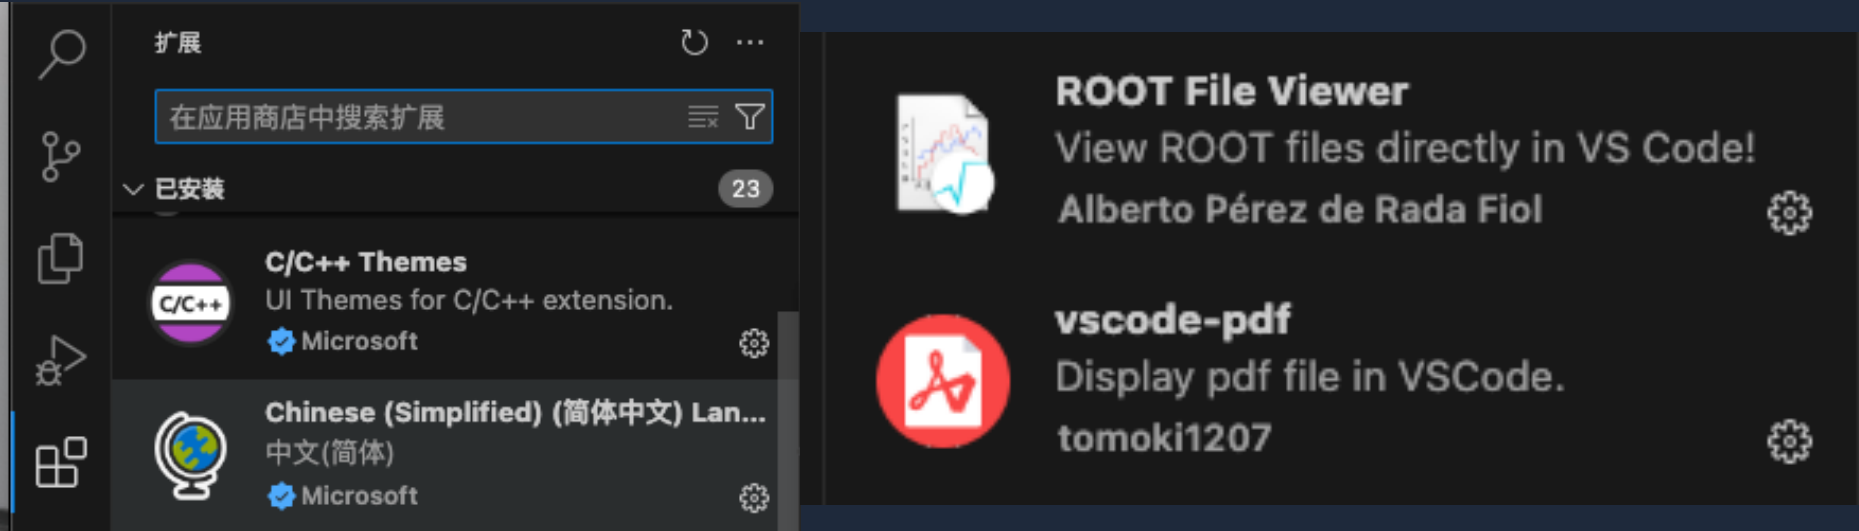 扩展
在应用商店中搜索扩展
已安装
23
C/C++
C/C++ Themes
UI Themes for C/C++ extension.
Microsoft
Chinese (Simplified) (简体中文) Lan...
中文(简体)
Microsoft
ROOT File Viewer
View ROOT files directly in VS Code!
Alberto Pérez de Rada Fiol
vscode-pdf
Display pdf file in VSCode.
tomoki1207